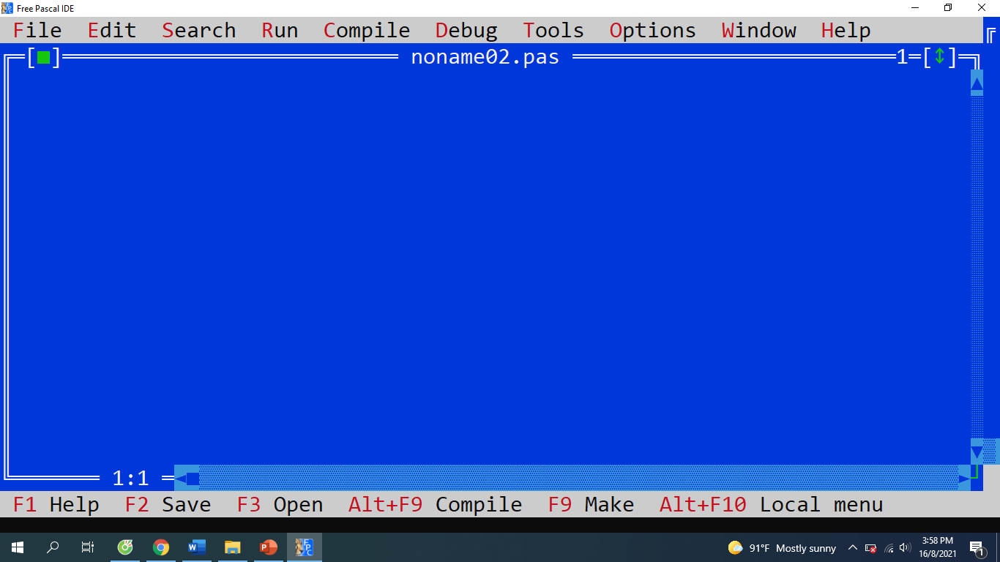 Free Pascal IDE
File Edit Search Run Compile Debug Tools Options Window Help
noname02.pas 1
1:1
F1 Help F2 Save F3 Open Alt+F9 Compile F9 Make Alt+F10 Local menu
91°F Mostly sunny
3:58 PM
16/8/2021
1